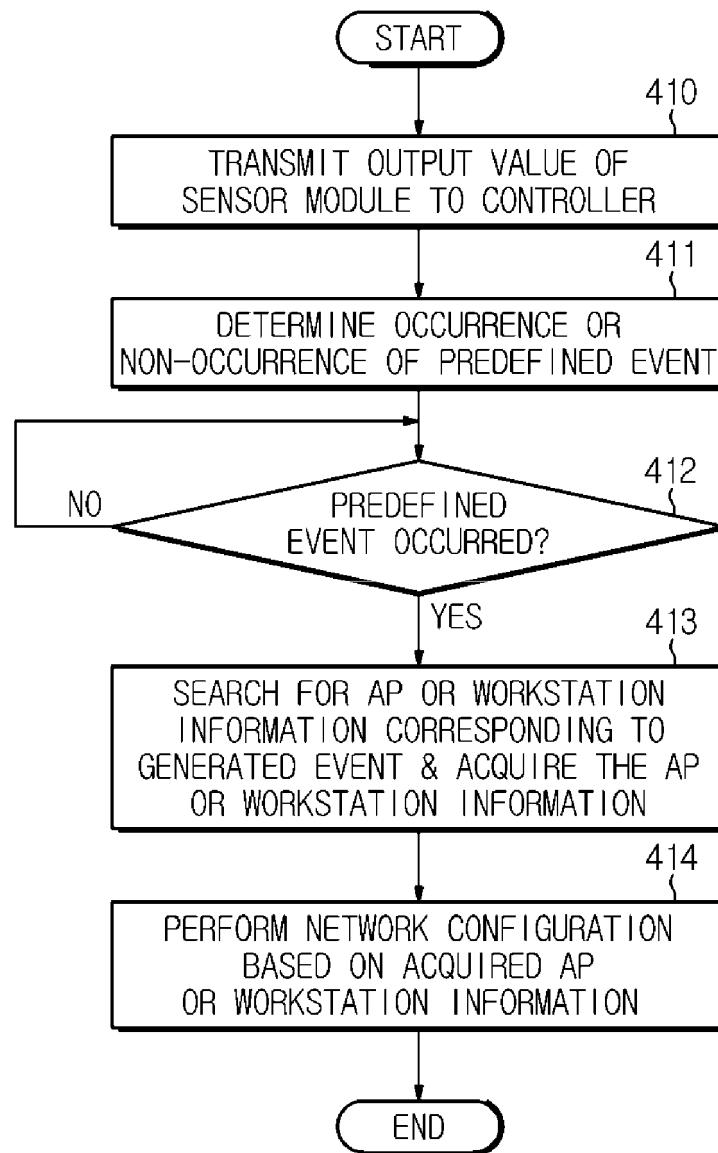 START
410
TRANSMIT OUTPUT VALUE OF
SENSOR MODULE TO CONTROLLER
411
DETERMINE OCCURRENCE OR
NON-OCCURRENCE OF PREDEFINED EVENT
412
PREDEFINED
EVENT OCCURRED?
NO
YES
413
SEARCH FOR AP OR WORKSTATION
INFORMATION CORRESPONDING TO
GENERATED EVENT & ACQUIRE THE AP
OR WORKSTATION INFORMATION
414
PERFORM NETWORK CONFIGURATION
BASED ON ACQUIRED AP
OR WORKSTATION INFORMATION
END